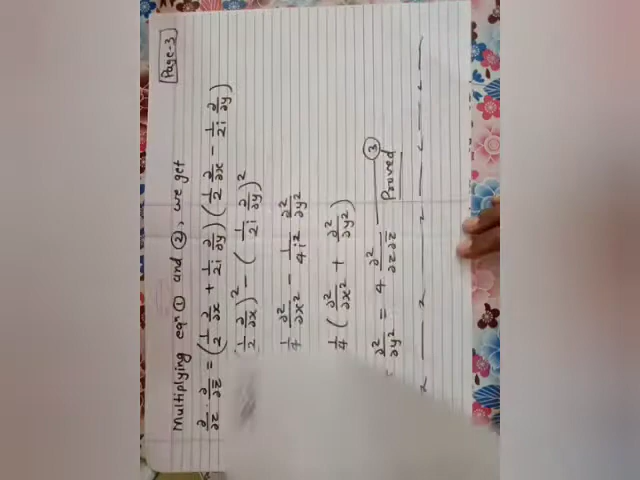 Page-3
Multiplying eqⁿ ① and ②, we get
∂/∂z · ∂/∂z̅ = (1/2 ∂/∂x + 1/2i ∂/∂y) (1/2 ∂/∂x − 1/2i ∂/∂y)
(1/2 ∂/∂x)² − (1/2i ∂/∂y)²
1/4 ∂²/∂x² − 1/4i² ∂²/∂y²
1/4 (∂²/∂x² + ∂²/∂y²)
∂²/∂y² = 4 ∂²/∂z∂z̅ — ③
Proved